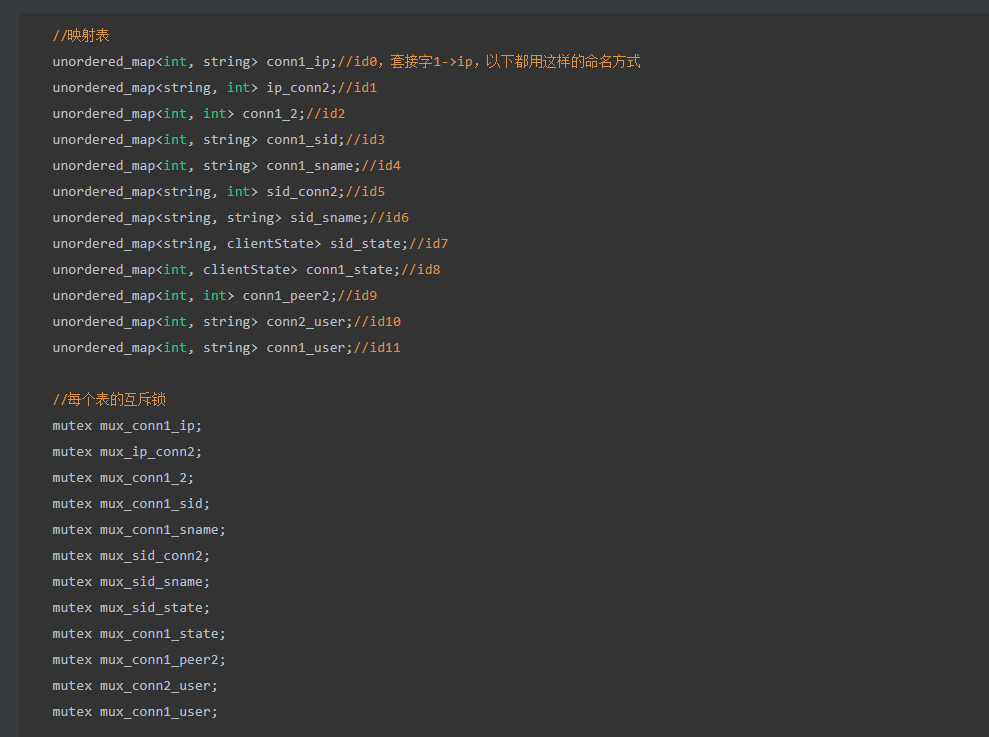 //映射表
unordered_map<int, string> conn1_ip;//id0，套接字1->ip，以下都用这样的命名方式
unordered_map<string, int> ip_conn2;//id1
unordered_map<int, int> conn1_2;//id2
unordered_map<int, string> conn1_sid;//id3
unordered_map<int, string> conn1_sname;//id4
unordered_map<string, int> sid_conn2;//id5
unordered_map<string, string> sid_sname;//id6
unordered_map<string, clientState> sid_state;//id7
unordered_map<int, clientState> conn1_state;//id8
unordered_map<int, int> conn1_peer2;//id9
unordered_map<int, string> conn2_user;//id10
unordered_map<int, string> conn1_user;//id11
//每个表的互斥锁
mutex mux_conn1_ip;
mutex mux_ip_conn2;
mutex mux_conn1_2;
mutex mux_conn1_sid;
mutex mux_conn1_sname;
mutex mux_sid_conn2;
mutex mux_sid_sname;
mutex mux_sid_state;
mutex mux_conn1_state;
mutex mux_conn1_peer2;
mutex mux_conn2_user;
mutex mux_conn1_user;